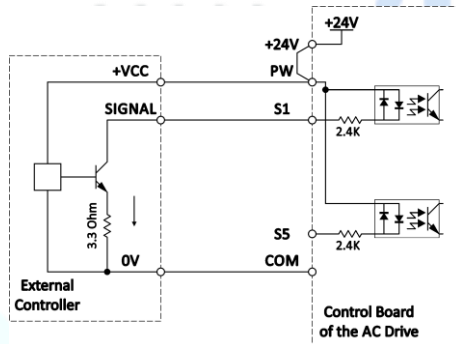 +24V
+24V
+VCC
PW
SIGNAL
S1
2.4K
3.3 Ohm
S5
2.4K
0V
COM
External
Controller
Control Board
of the AC Drive